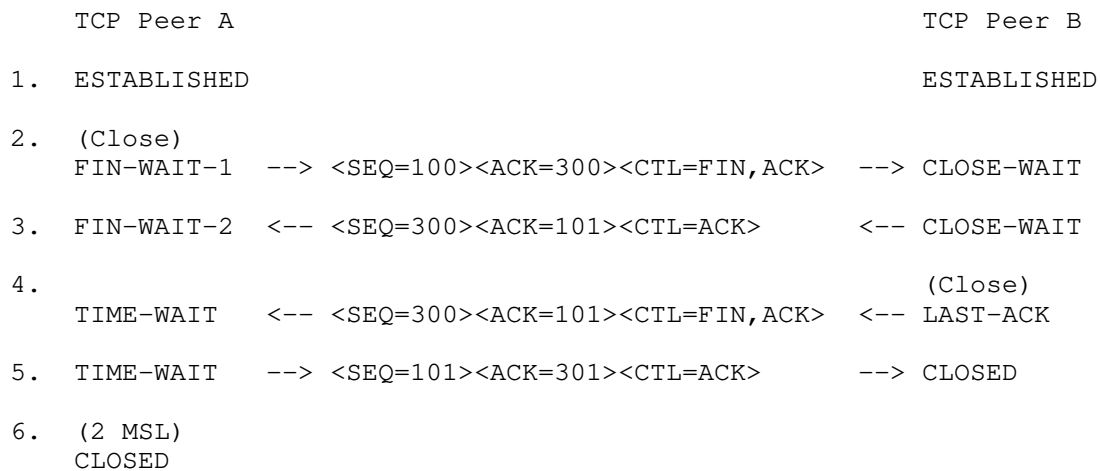 TCP Peer A                                           TCP Peer B
1.  ESTABLISHED                                          ESTABLISHED
2.  (Close)
    FIN-WAIT-1  --> <SEQ=100><ACK=300><CTL=FIN,ACK>  --> CLOSE-WAIT
3.  FIN-WAIT-2  <-- <SEQ=300><ACK=101><CTL=ACK>      <-- CLOSE-WAIT
4.                                                       (Close)
    TIME-WAIT   <-- <SEQ=300><ACK=101><CTL=FIN,ACK>  <-- LAST-ACK
5.  TIME-WAIT   --> <SEQ=101><ACK=301><CTL=ACK>      --> CLOSED
6.  (2 MSL)
    CLOSED